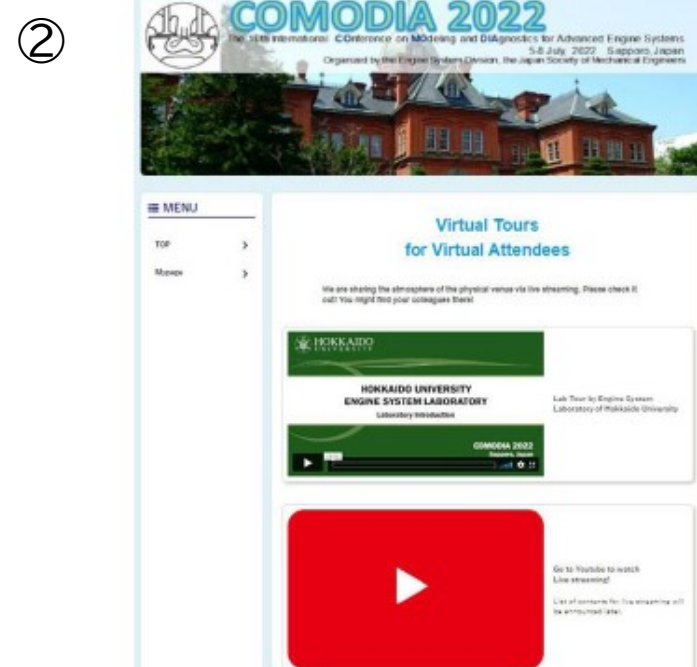 ②
COMODIA 2022
The International COnference on MOdeling and DIAgnostics for Advanced Engine Systems
5-8 July, 2022 Sapporo, Japan
Organized by the Engine System Division, the Japan Society of Mechanical Engineers
MENU
TOP
Virtual Tours
for Virtual Attendees
We are sharing the atmosphere of the physical venue via live streaming. Please check it
out! You might find your colleagues there!
HOKKAIDO
UNIVERSITY
HOKKAIDO UNIVERSITY
ENGINE SYSTEM LABORATORY
Laboratory Introduction
COMODIA 2022
Sapporo, Japan
Lab Tour by Engine System
Laboratory of Hokkaido University
Go to Youtube to watch
Live streaming!
List of contents for live streaming will
be announced later.